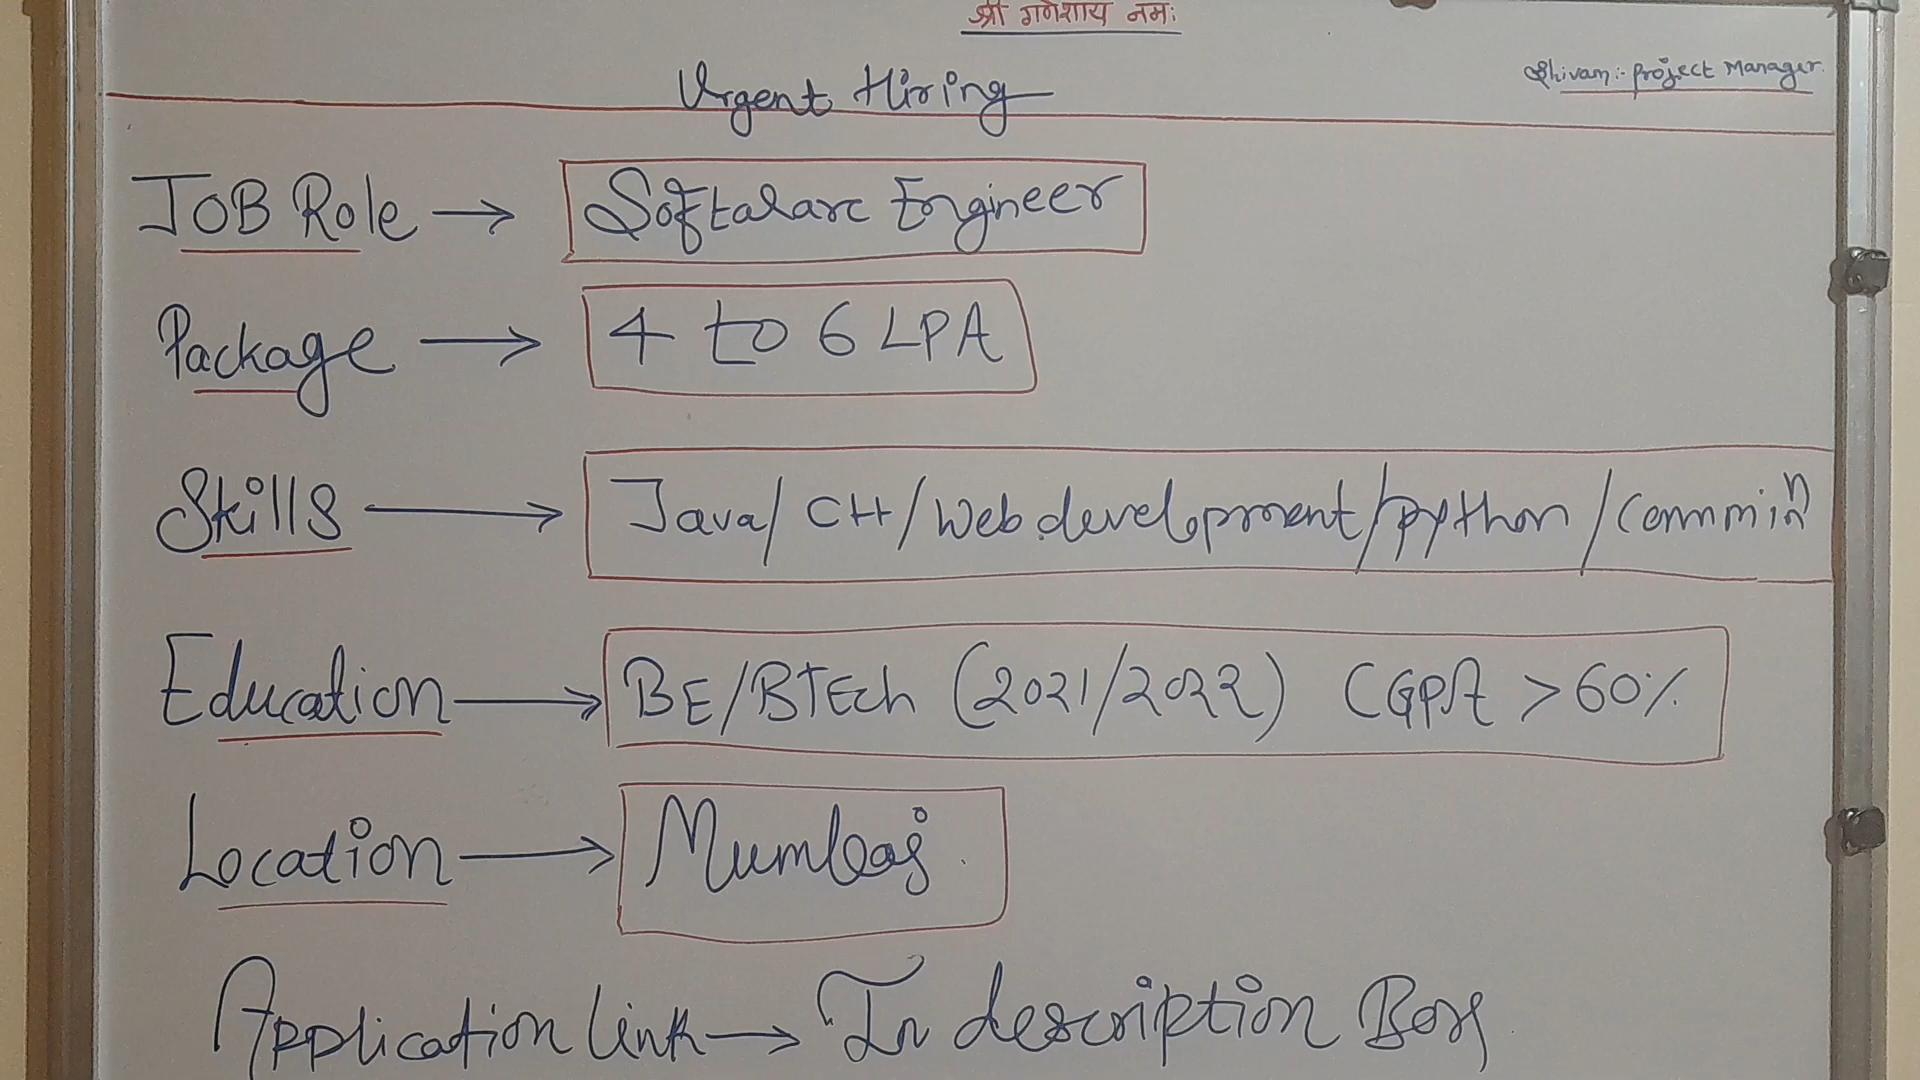 श्री गणेशाय नमः
Urgent Hiring
Shivam:- Project Manager.
JOB Role → Software Engineer
Package → 4 to 6 LPA
Skills → Java/ C++/Web development/python/Commin
Education → BE/BTEch (2021/2022) CGPA >60%
Location → Mumbai.
Application link → In description Box